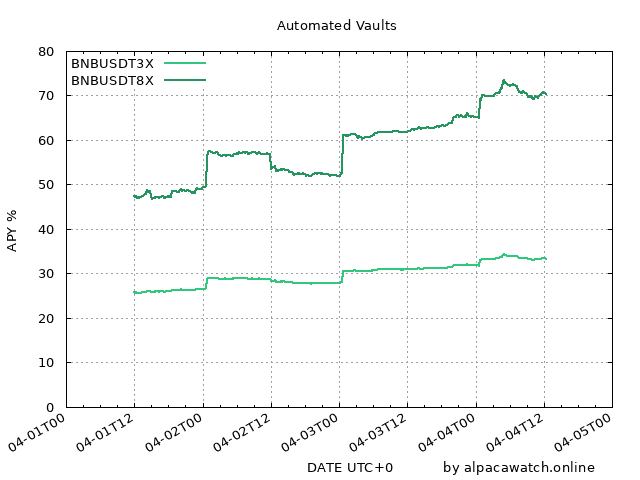 Automated Vaults
BNBUSDT3X
BNBUSDT8X
80
70
60
50
40
30
20
10
0
APY %
04-01T00
04-01T12
04-02T00
04-02T12
04-03T00
04-03T12
04-04T00
04-04T12
04-05T00
DATE UTC+0
by alpacawatch.online